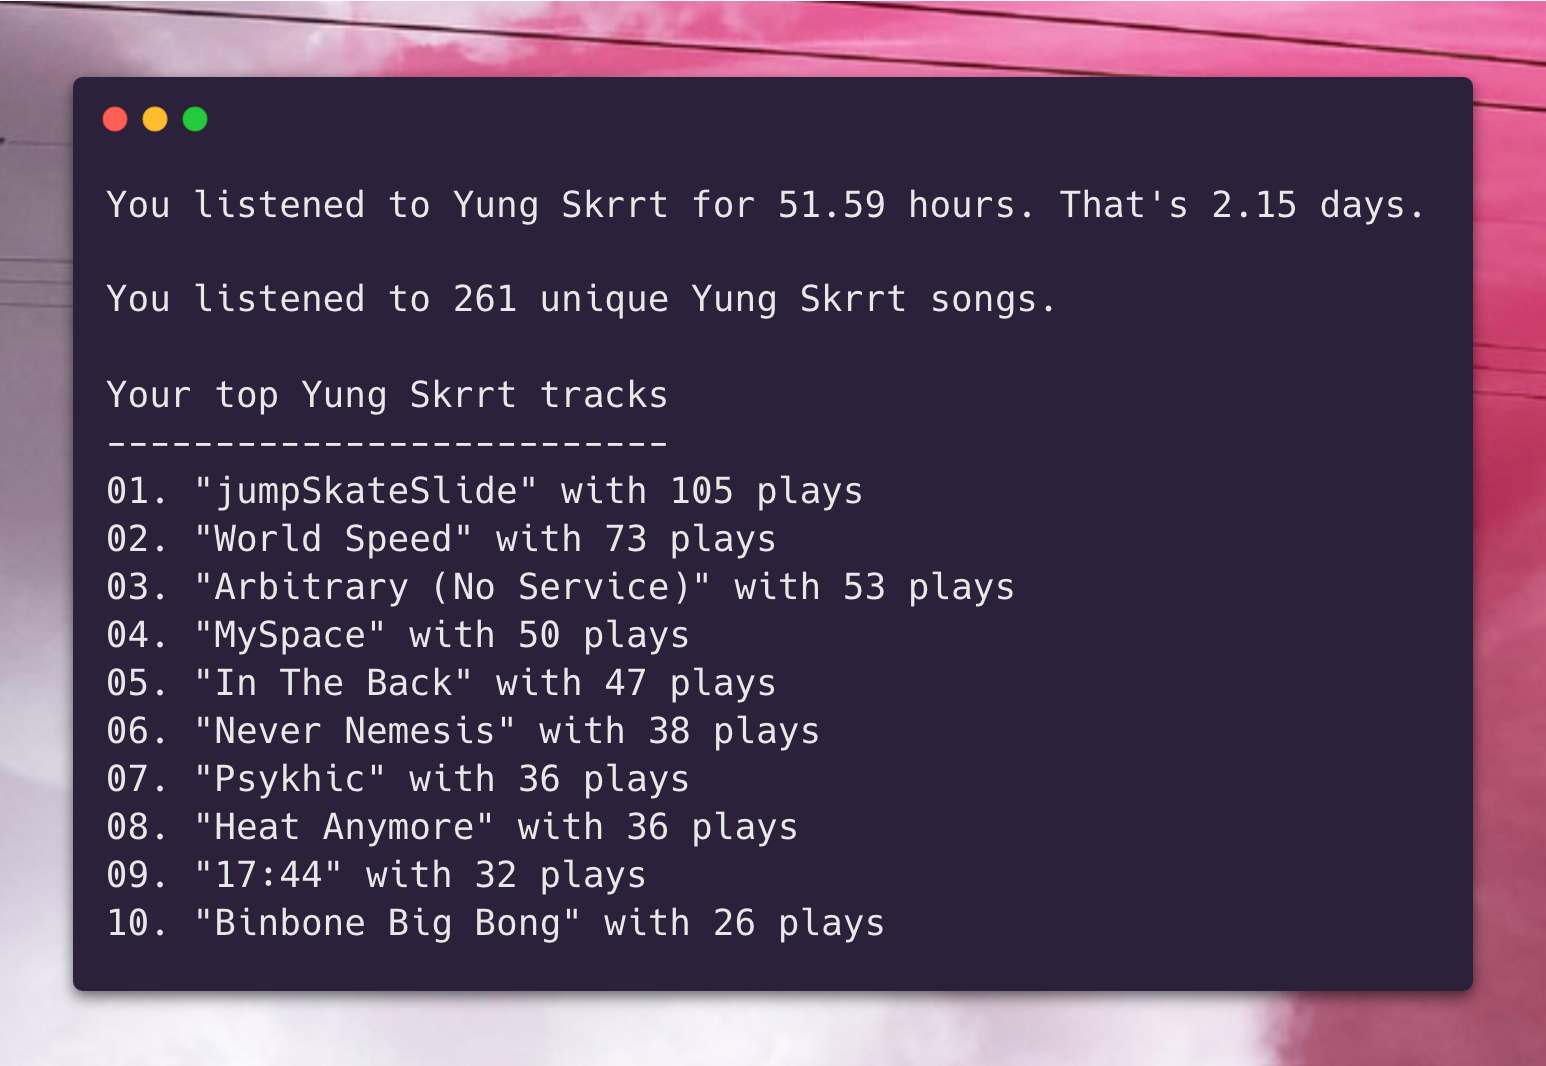 You listened to Yung Skrrt for 51.59 hours. That's 2.15 days.
You listened to 261 unique Yung Skrrt songs.
Your top Yung Skrrt tracks
--------------------------
01. "jumpSkateSlide" with 105 plays
02. "World Speed" with 73 plays
03. "Arbitrary (No Service)" with 53 plays
04. "MySpace" with 50 plays
05. "In The Back" with 47 plays
06. "Never Nemesis" with 38 plays
07. "Psykhic" with 36 plays
08. "Heat Anymore" with 36 plays
09. "17:44" with 32 plays
10. "Binbone Big Bong" with 26 plays